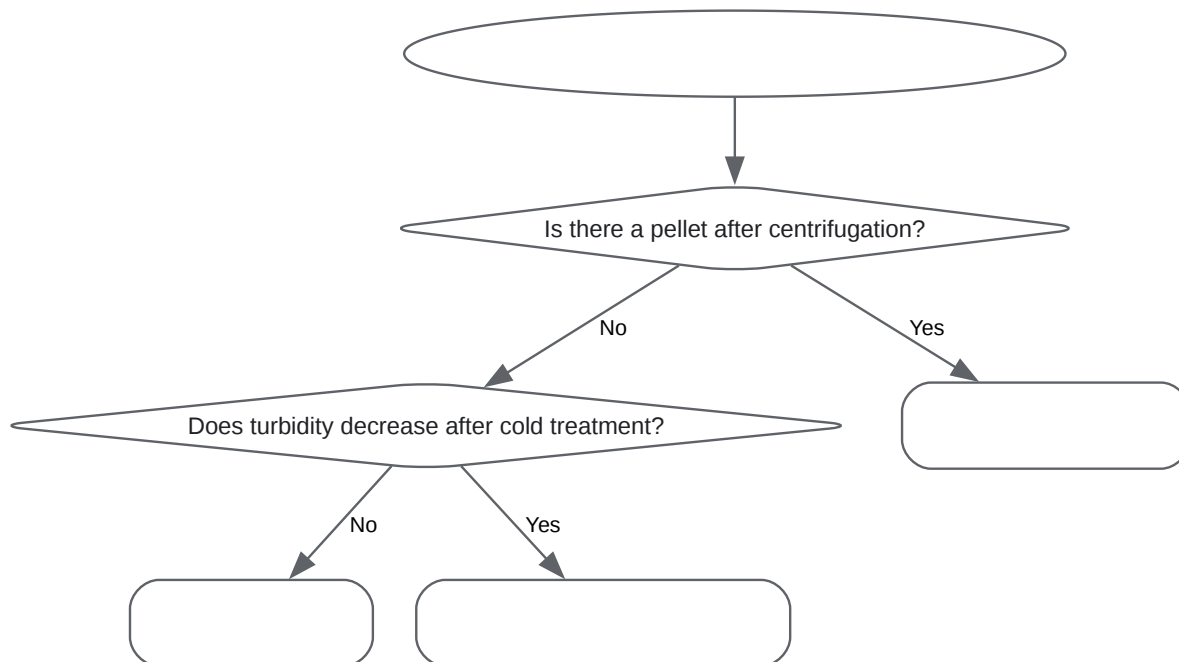 Is there a pellet after centrifugation?
No
Yes
Does turbidity decrease after cold treatment?
No
Yes